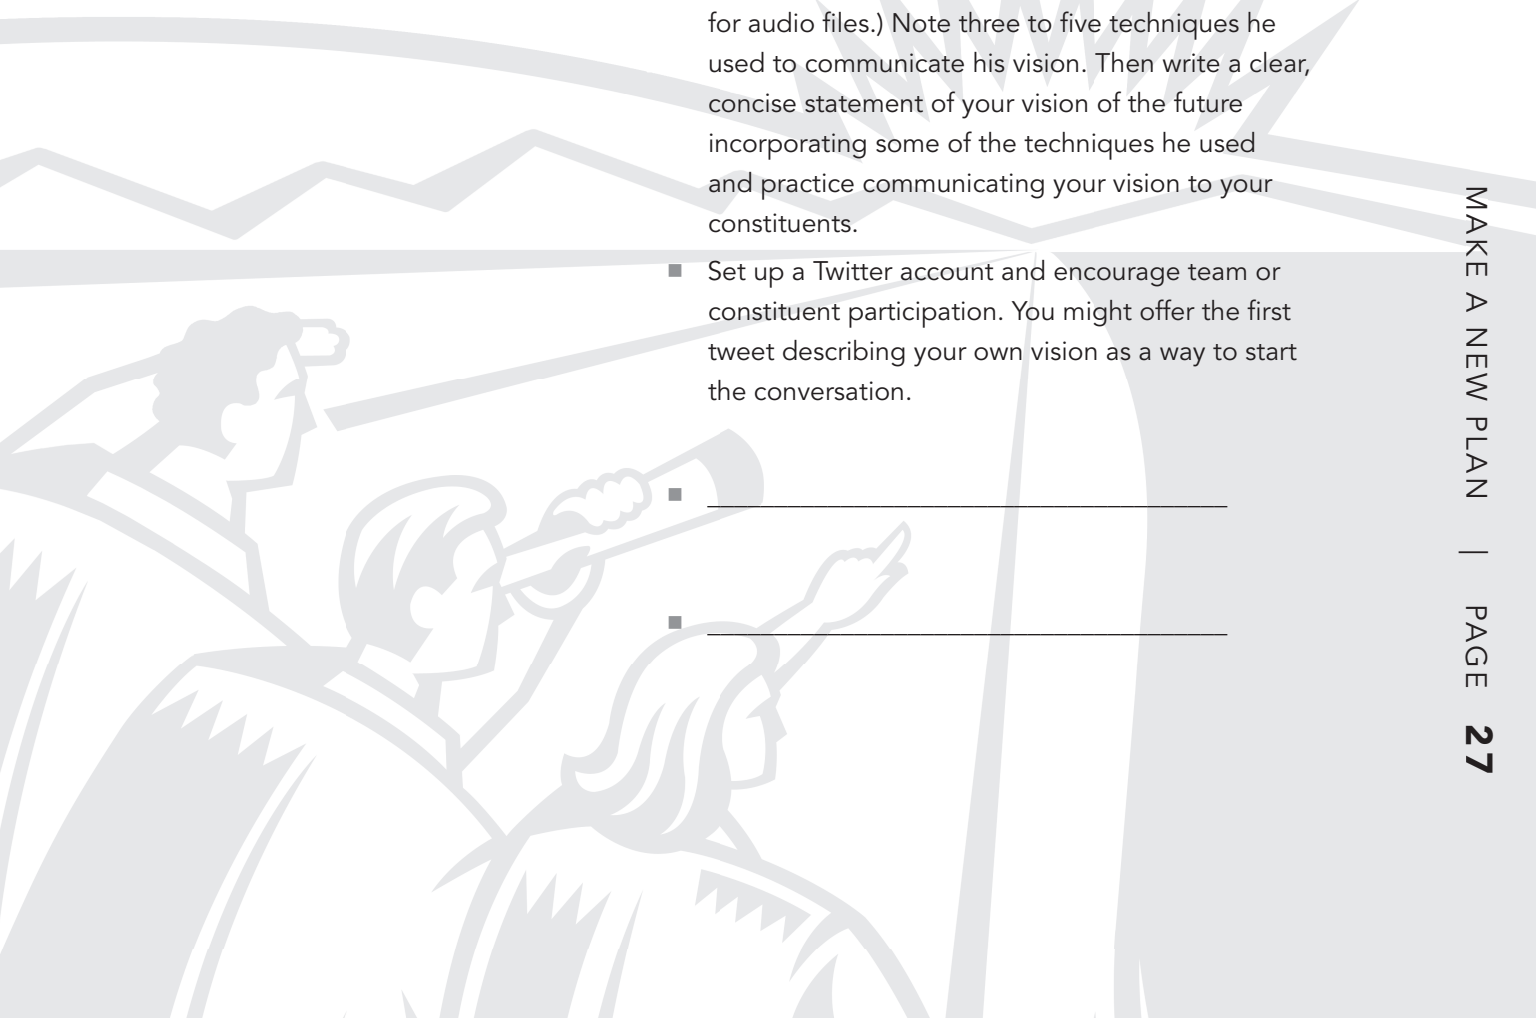 for audio files.) Note three to five techniques he
used to communicate his vision. Then write a clear,
concise statement of your vision of the future
incorporating some of the techniques he used
and practice communicating your vision to your
constituents.
■ Set up a Twitter account and encourage team or
constituent participation. You might offer the first
tweet describing your own vision as a way to start
the conversation.
■ ________________________________________
■ ________________________________________
MAKE A NEW PLAN | PAGE 27